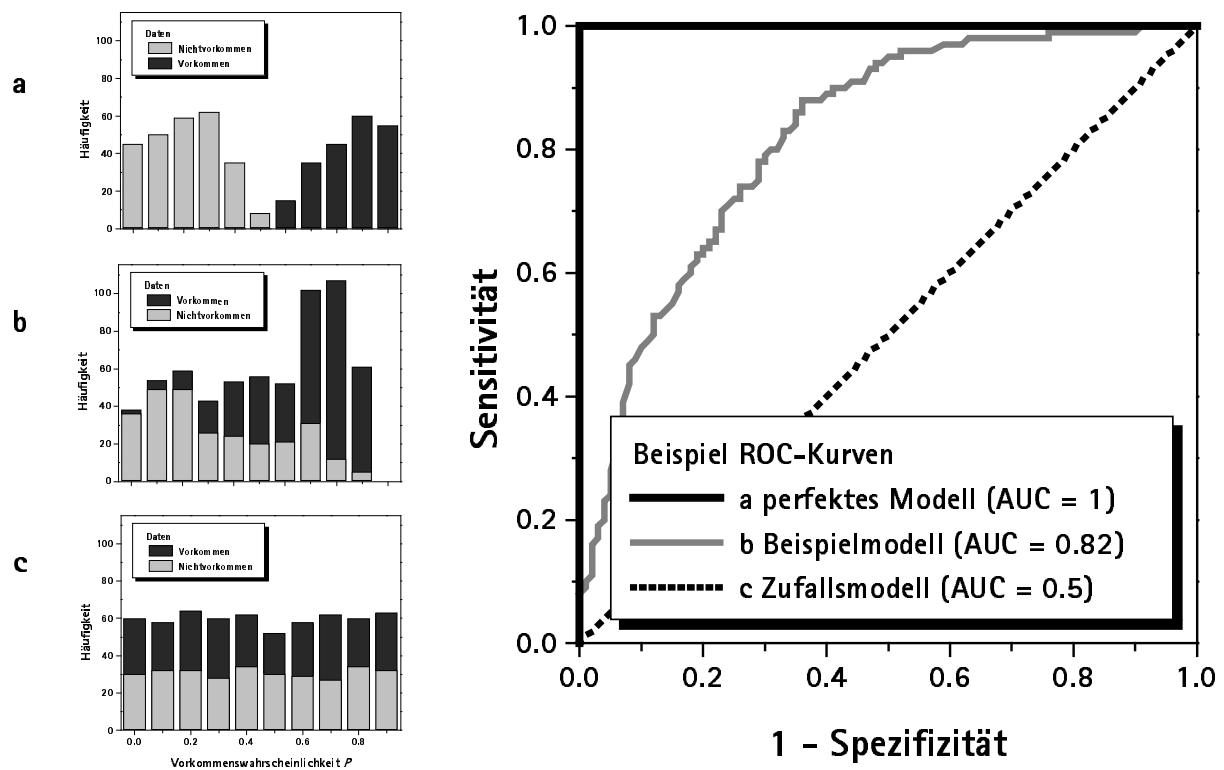 a
Daten
Nichtvorkommen
Vorkommen
Häufigkeit
100
80
60
40
20
0
b
Daten
Vorkommen
Nichtvorkommen
Häufigkeit
100
80
60
40
20
0
c
Daten
Vorkommen
Nichtvorkommen
Häufigkeit
100
80
60
40
20
0
0.0 0.2 0.4 0.6 0.8
Vorkommenswahrscheinlichkeit P
Sensitivität
1.0
0.8
0.6
0.4
0.2
0.0
Beispiel ROC-Kurven
a perfektes Modell (AUC = 1)
b Beispielmodell (AUC = 0.82)
c Zufallsmodell (AUC = 0.5)
0.0 0.2 0.4 0.6 0.8 1.0
1 - Spezifizität